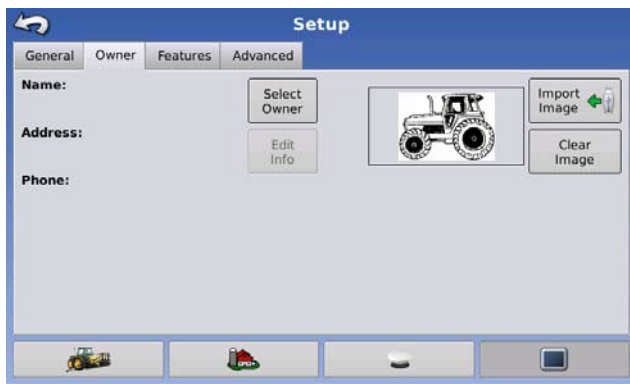 Setup
General Owner Features Advanced
Name:
Select
Owner
Import
Image
Address:
Edit
Info
Clear
Image
Phone: